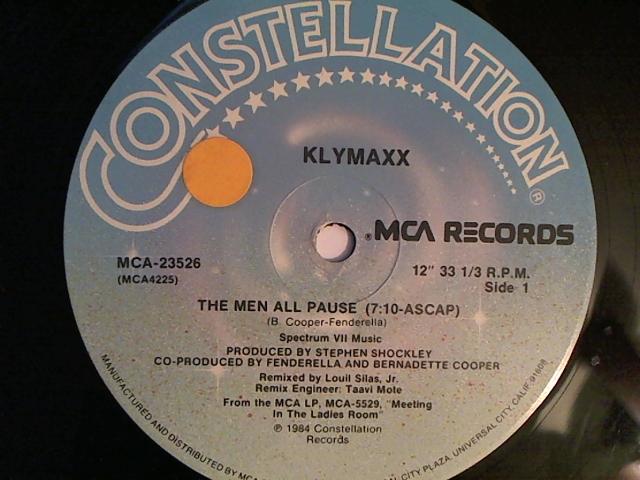 CONSTELLATION
®
KLYMAXX
®MCA RECORDS
MCA-23526
(MCA4225)
12" 33 1/3 R.P.M.
Side 1
THE MEN ALL PAUSE (7:10-ASCAP)
(B. Cooper-Fenderella)
Spectrum VII Music
PRODUCED BY STEPHEN SHOCKLEY
CO-PRODUCED BY FENDERELLA AND BERNADETTE COOPER
Remixed by Louil Silas, Jr.
Remix Engineer: Taavi Mote
From the MCA LP, MCA-5529, "Meeting
In The Ladies Room"
℗ 1984 Constellation
Records
MANUFACTURED AND DISTRIBUTED BY MCA CITY PLAZA, UNIVERSAL CITY, CALIF. 91608